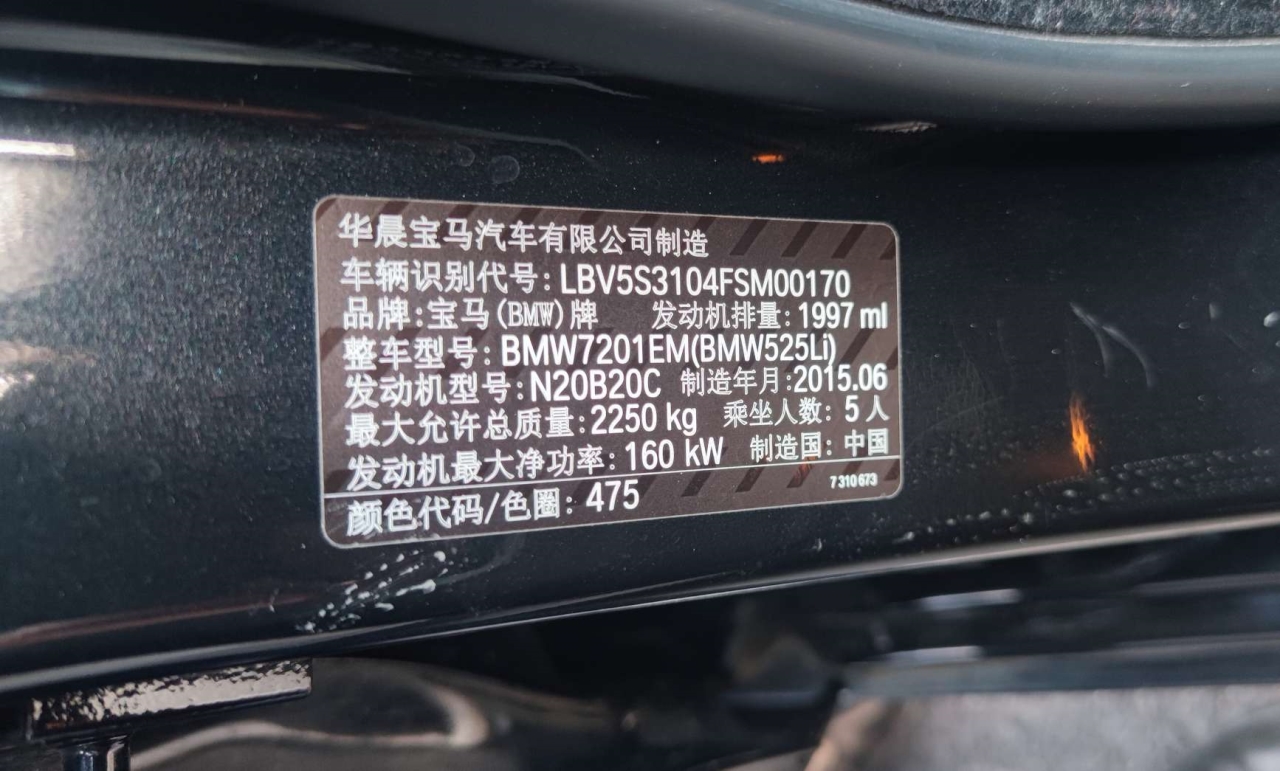 华晨宝马汽车有限公司制造
车辆识别代号:LBV5S3104FSM00170
品牌:宝马(BMW)牌 发动机排量:1997 ml
整车型号:BMW7201EM(BMW525Li)
发动机型号:N20B20C 制造年月:2015.06
最大允许总质量:2250 kg 乘坐人数: 5 人
发动机最大净功率:160 kW 制造国: 中国
颜色代码/色圈: 475 7 310 673